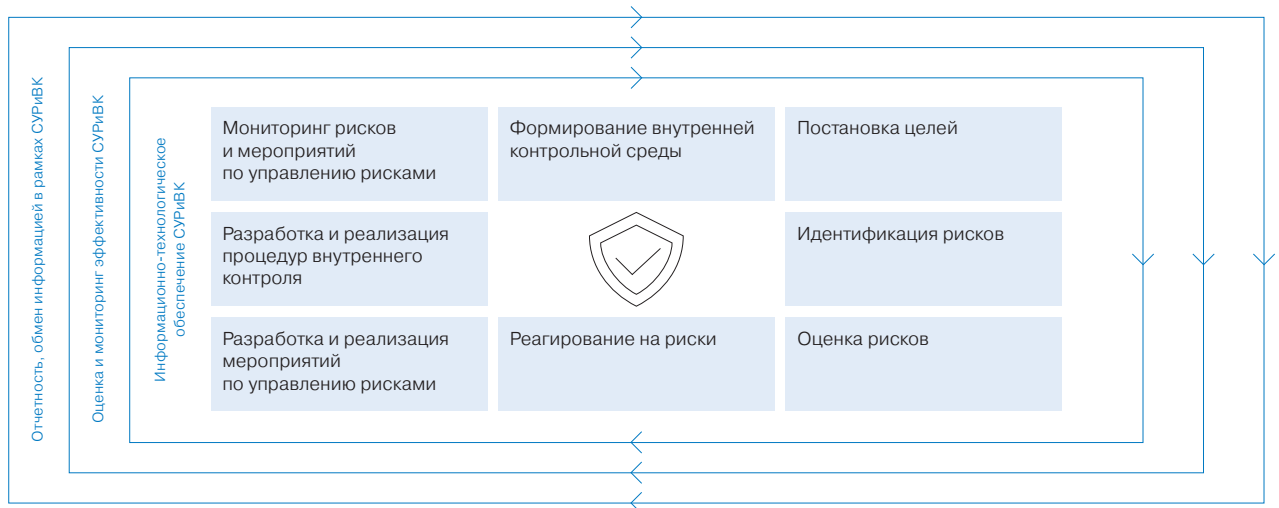 Отчетность, обмен информацией в рамках СУРиВК
Оценка и мониторинг эффективности СУРиВК
Информационно-технологическое
обеспечение СУРиВК
Мониторинг рисков
и мероприятий
по управлению рисками
Формирование внутренней
контрольной среды
Постановка целей
Разработка и реализация
процедур внутреннего
контроля
Идентификация рисков
Разработка и реализация
мероприятий
по управлению рисками
Реагирование на риски
Оценка рисков